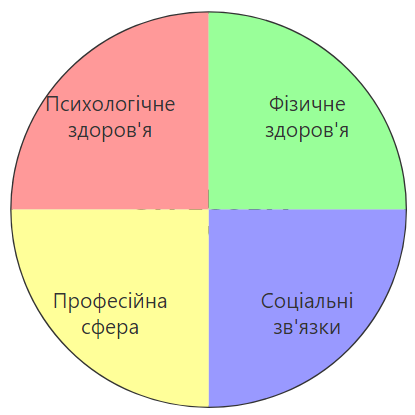 Психологічне
здоров'я
Фізичне
здоров'я
Професійна
сфера
Соціальні
зв'язки